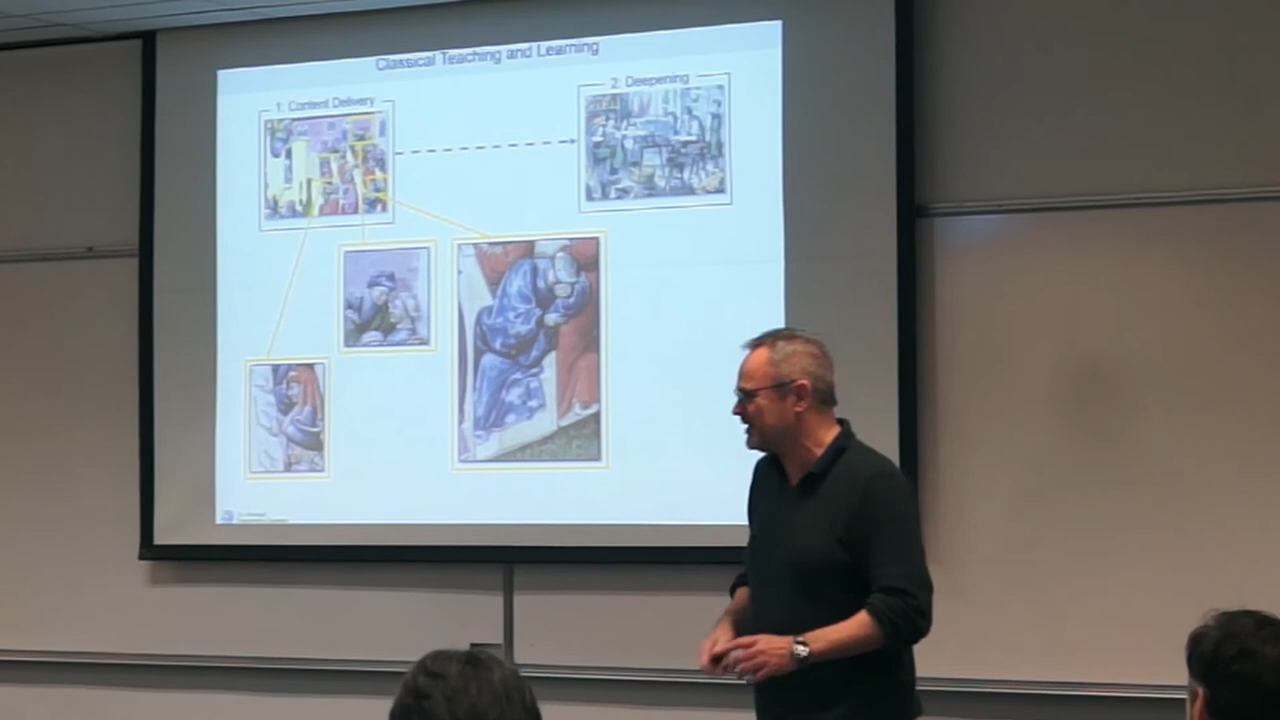 Classical Teaching and Learning
1: Content Delivery
2: Deepening